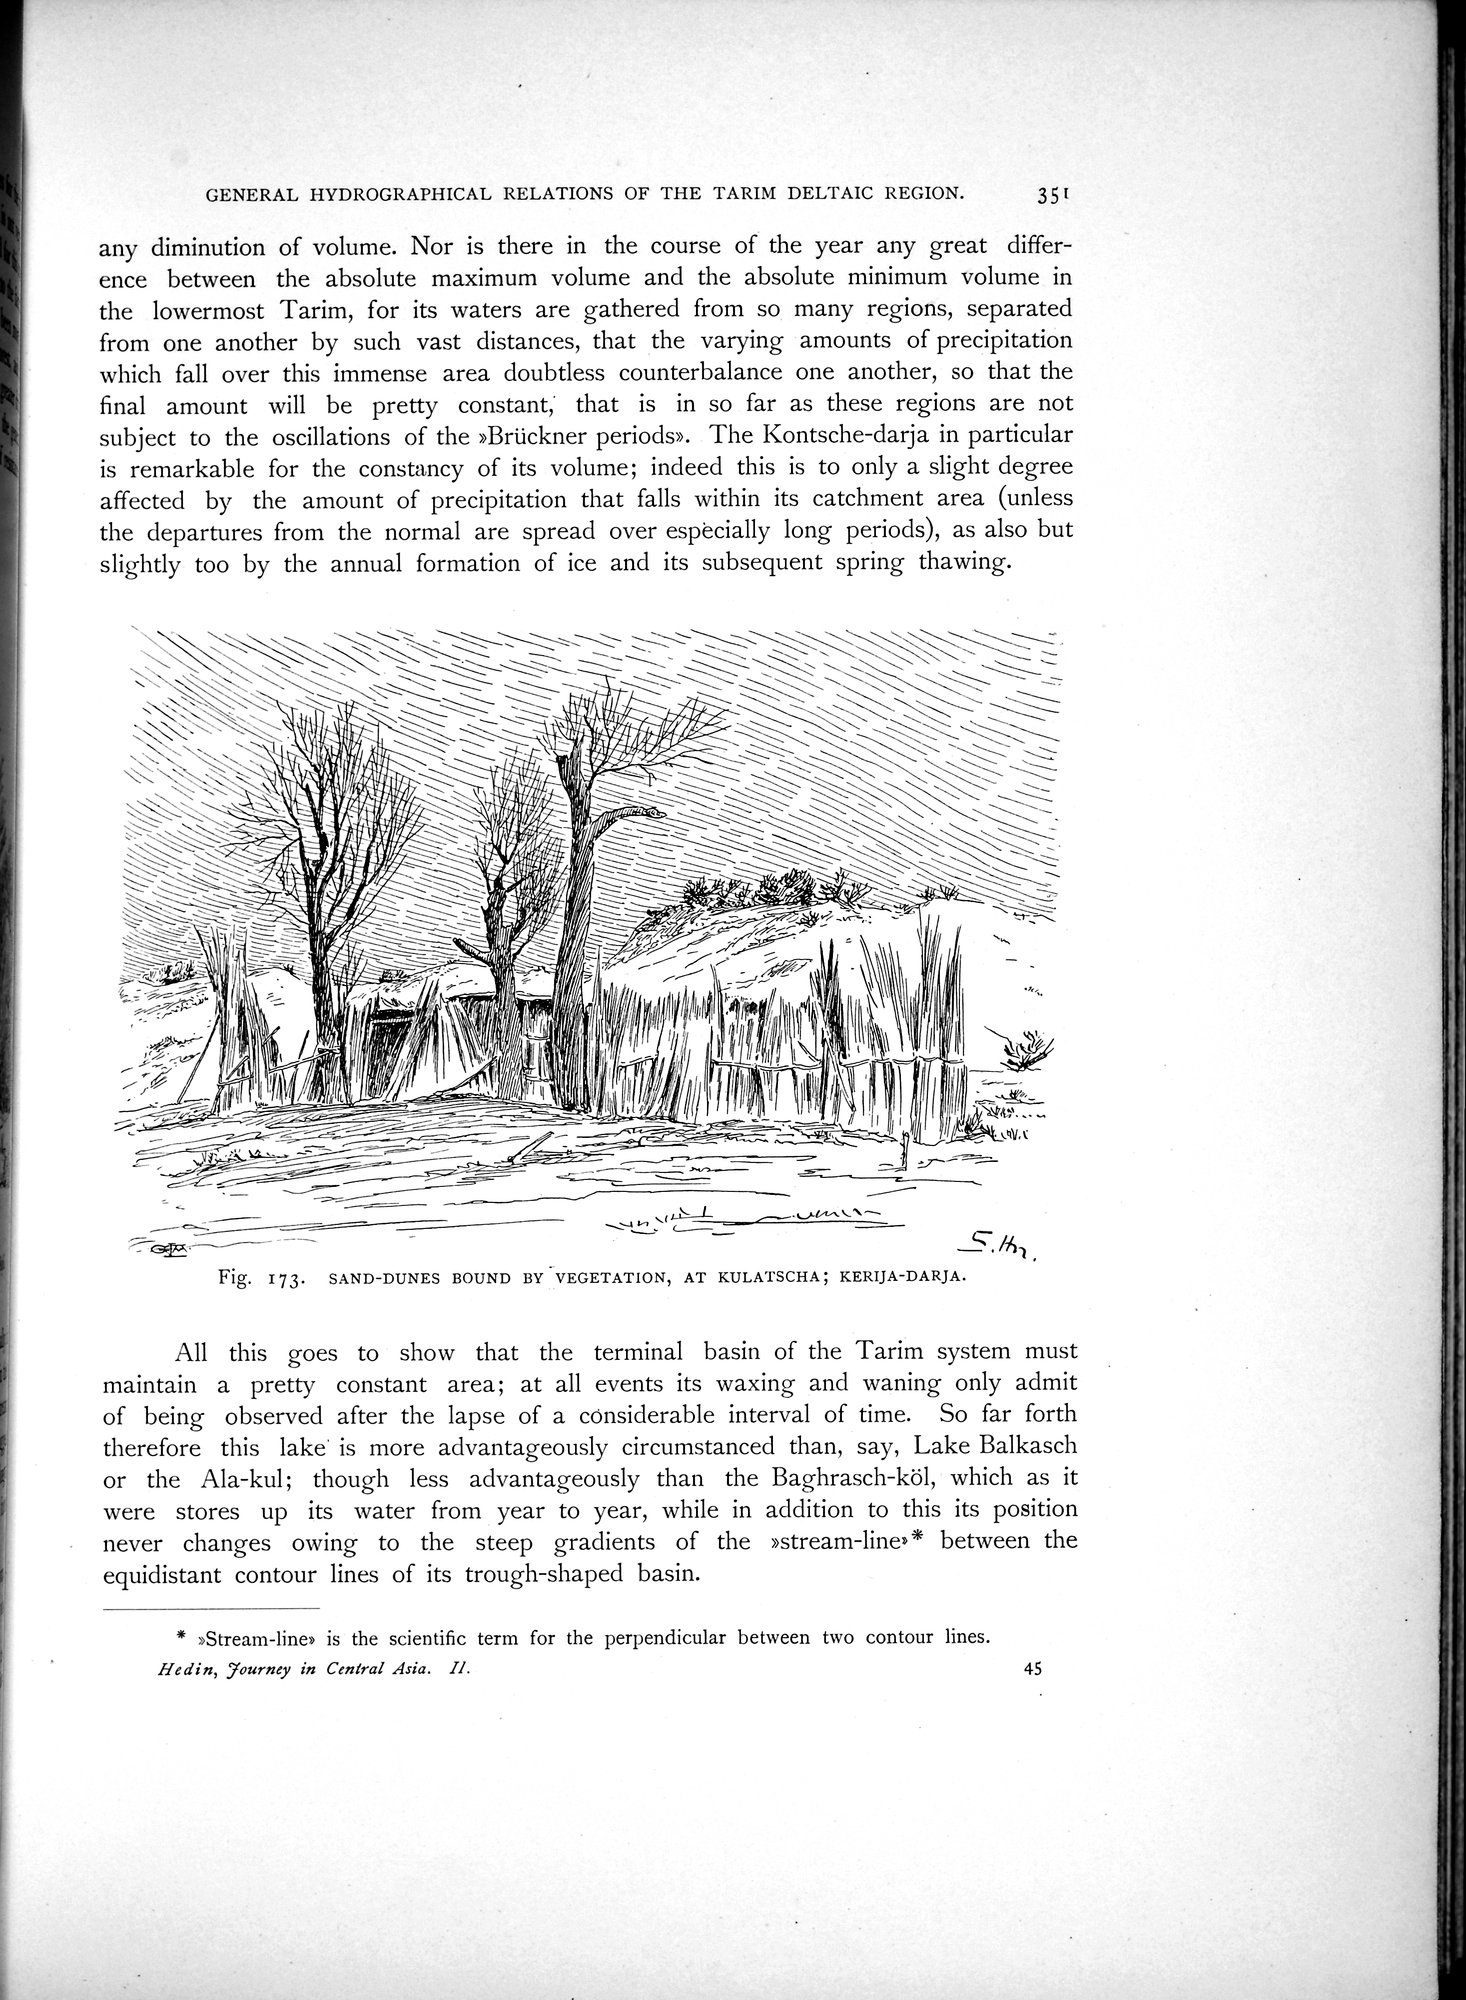 GENERAL HYDROGRAPHICAL RELATIONS OF THE TARIM DELTAIC REGION. 351
any diminution of volume. Nor is there in the course of the year any great differ-
ence between the absolute maximum volume and the absolute minimum volume in
the lowermost Tarim, for its waters are gathered from so many regions, separated
from one another by such vast distances, that the varying amounts of precipitation
which fall over this immense area doubtless counterbalance one another, so that the
final amount will be pretty constant, that is in so far as these regions are not
subject to the oscillations of the »Brückner periods». The Kontsche-darja in particular
is remarkable for the constancy of its volume; indeed this is to only a slight degree
affected by the amount of precipitation that falls within its catchment area (unless
the departures from the normal are spread over especially long periods), as also but
slightly too by the annual formation of ice and its subsequent spring thawing.
Fig. 173. SAND-DUNES BOUND BY VEGETATION, AT KULATSCHA; KERIJA-DARJA.
All this goes to show that the terminal basin of the Tarim system must
maintain a pretty constant area; at all events its waxing and waning only admit
of being observed after the lapse of a considerable interval of time. So far forth
therefore this lake is more advantageously circumstanced than, say, Lake Balkasch
or the Ala-kul; though less advantageously than the Baghrasch-köl, which as it
were stores up its water from year to year, while in addition to this its position
never changes owing to the steep gradients of the »stream-line»* between the
equidistant contour lines of its trough-shaped basin.
* »Stream-line» is the scientific term for the perpendicular between two contour lines.
Hedin, Journey in Central Asia. II. 45